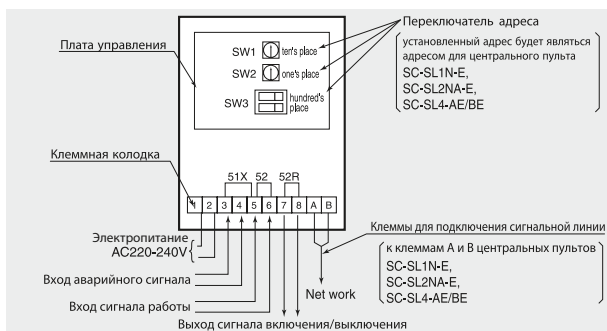 Переключатель адреса
установленный адрес будет являться
адресом для центрального пульта
SC-SL1N-E,
SC-SL2NA-E,
SC-SL4-AE/BE
Плата управления
SW1 ten's place
SW2 one's place
SW3 hundred's
place
Клеммная колодка
51X 52 52R
1 2 3 4 5 6 7 8 A B
Электропитание
AC220-240V
Вход аварийного сигнала
Вход сигнала работы
Выход сигнала включения/выключения
Net work
Клеммы для подключения сигнальной линии
к клеммам А и В центральных пультов
SC-SL1N-E,
SC-SL2NA-E,
SC-SL4-AE/BE